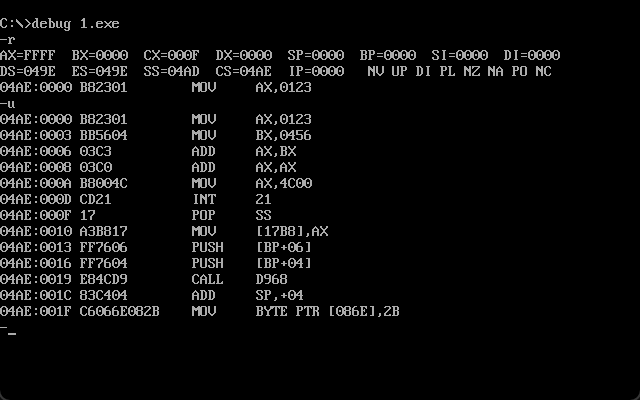 C:\>debug 1.exe
-r
AX=FFFF  BX=0000  CX=000F  DX=0000  SP=0000  BP=0000  SI=0000  DI=0000
DS=049E  ES=049E  SS=04AD  CS=04AE  IP=0000   NV UP DI PL NZ NA PO NC
04AE:0000 B82301        MOV     AX,0123
-u
04AE:0000 B82301        MOV     AX,0123
04AE:0003 BB5604        MOV     BX,0456
04AE:0006 03C3          ADD     AX,BX
04AE:0008 03C0          ADD     AX,AX
04AE:000A B8004C        MOV     AX,4C00
04AE:000D CD21          INT     21
04AE:000F 17            POP     SS
04AE:0010 A3B817        MOV     [17B8],AX
04AE:0013 FF7606        PUSH    [BP+06]
04AE:0016 FF7604        PUSH    [BP+04]
04AE:0019 E84CD9        CALL    D968
04AE:001C 83C404        ADD     SP,+04
04AE:001F C6066E082B    MOV     BYTE PTR [086E],2B
-_